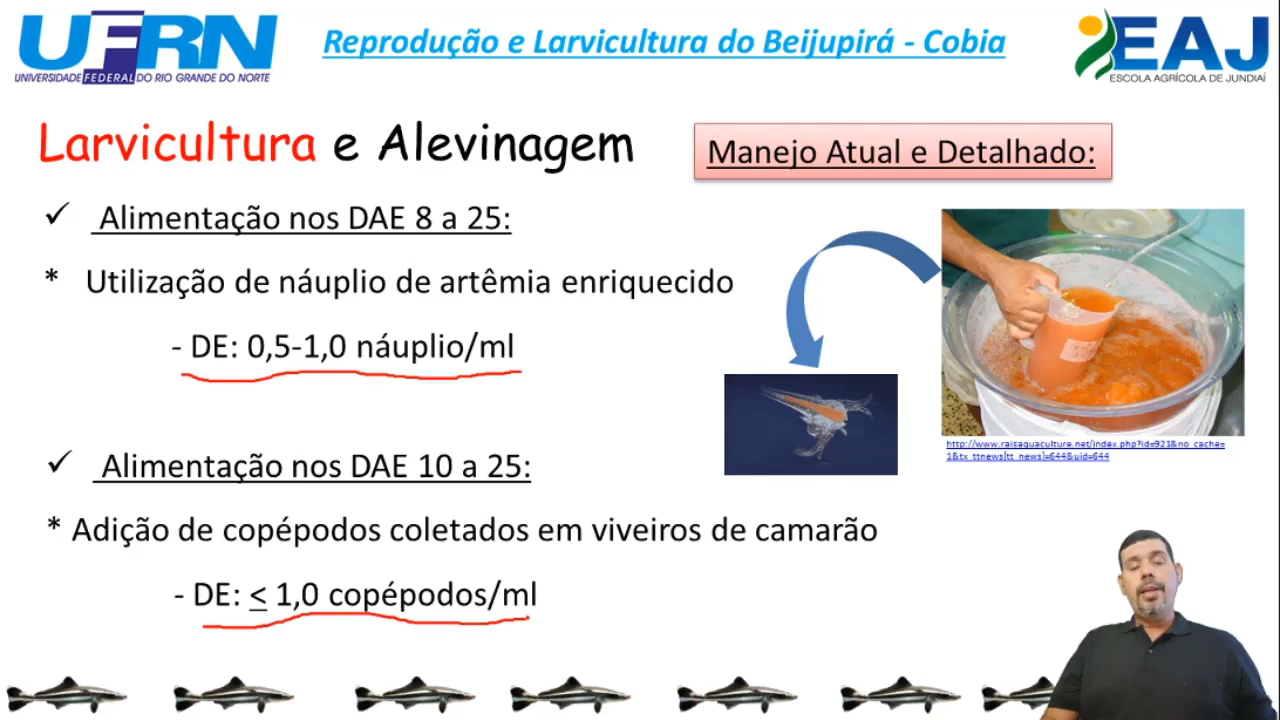 UFRN
UNIVERSIDADE FEDERAL DO RIO GRANDE DO NORTE
Reprodução e Larvicultura do Beijupirá - Cobia
EAJ
ESCOLA AGRÍCOLA DE JUNDIAÍ
Larvicultura e Alevinagem
Manejo Atual e Detalhado:
✓ Alimentação nos DAE 8 a 25:
* Utilização de náuplio de artêmia enriquecido
- DE: 0,5-1,0 náuplio/ml
http://www.raisaquaculture.net/index.php?id=921&no_cache=
1&tx_ttnews[tt_news]=644&uid=644
✓ Alimentação nos DAE 10 a 25:
* Adição de copépodos coletados em viveiros de camarão
- DE: < 1,0 copépodos/ml